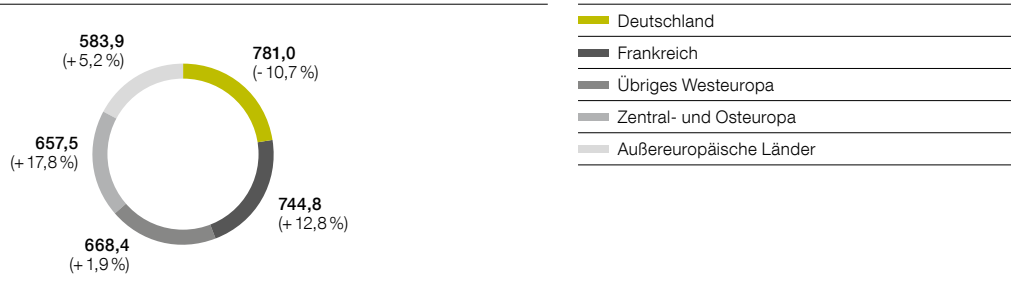 583,9
(+ 5,2 %)
781,0
(- 10,7 %)
657,5
(+ 17,8 %)
744,8
(+ 12,8 %)
668,4
(+ 1,9 %)
Deutschland
Frankreich
Übriges Westeuropa
Zentral- und Osteuropa
Außereuropäische Länder